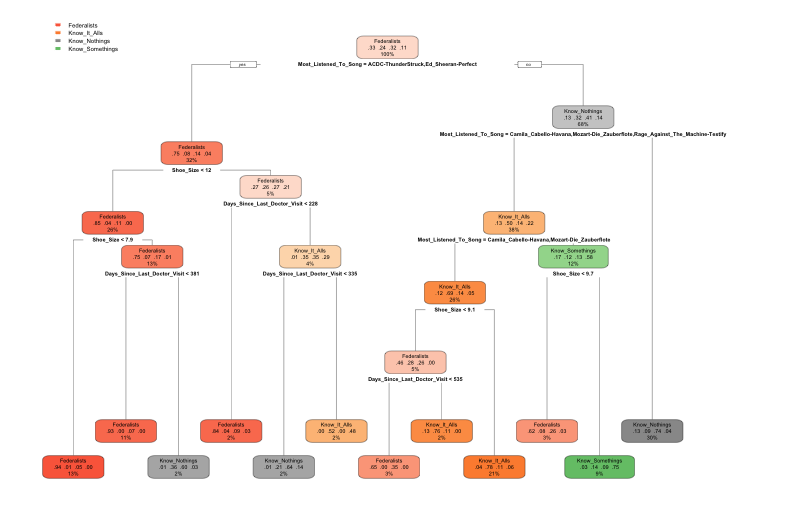 Federalists
Know_It_Alls
Know_Nothings
Know_Somethings
Federalists
.33 .24 .32 .11
100%
yes
Most_Listened_To_Song = ACDC-ThunderStruck,Ed_Sheeran-Perfect
no
Know_Nothings
.13 .32 .41 .14
68%
Most_Listened_To_Song = Camila_Cabello-Havana,Mozart-Die_Zauberflote,Rage_Against_The_Machine-Testify
Federalists
.75 .08 .14 .04
32%
Shoe_Size < 12
Federalists
.27 .26 .27 .21
5%
Days_Since_Last_Doctor_Visit < 228
Federalists
.85 .04 .11 .00
26%
Shoe_Size < 7.9
Know_It_Alls
.13 .50 .14 .22
38%
Most_Listened_To_Song = Camila_Cabello-Havana,Mozart-Die_Zauberflote
Federalists
.75 .07 .17 .01
13%
Days_Since_Last_Doctor_Visit < 381
Know_It_Alls
.01 .35 .35 .29
4%
Days_Since_Last_Doctor_Visit < 335
Know_Somethings
.17 .12 .13 .58
12%
Shoe_Size < 9.7
Know_It_Alls
.12 .69 .14 .05
26%
Shoe_Size < 9.1
Federalists
.46 .28 .26 .00
5%
Days_Since_Last_Doctor_Visit < 535
Federalists
.93 .00 .07 .00
11%
Federalists
.84 .04 .09 .03
2%
Know_It_Alls
.00 .52 .00 .48
2%
Know_It_Alls
.13 .76 .11 .00
2%
Federalists
.62 .08 .26 .03
3%
Know_Nothings
.13 .09 .74 .04
30%
Federalists
.94 .01 .05 .00
13%
Know_Nothings
.01 .36 .60 .03
2%
Know_Nothings
.01 .21 .64 .14
2%
Federalists
.65 .00 .35 .00
3%
Know_It_Alls
.04 .79 .11 .06
21%
Know_Somethings
.03 .14 .09 .75
9%